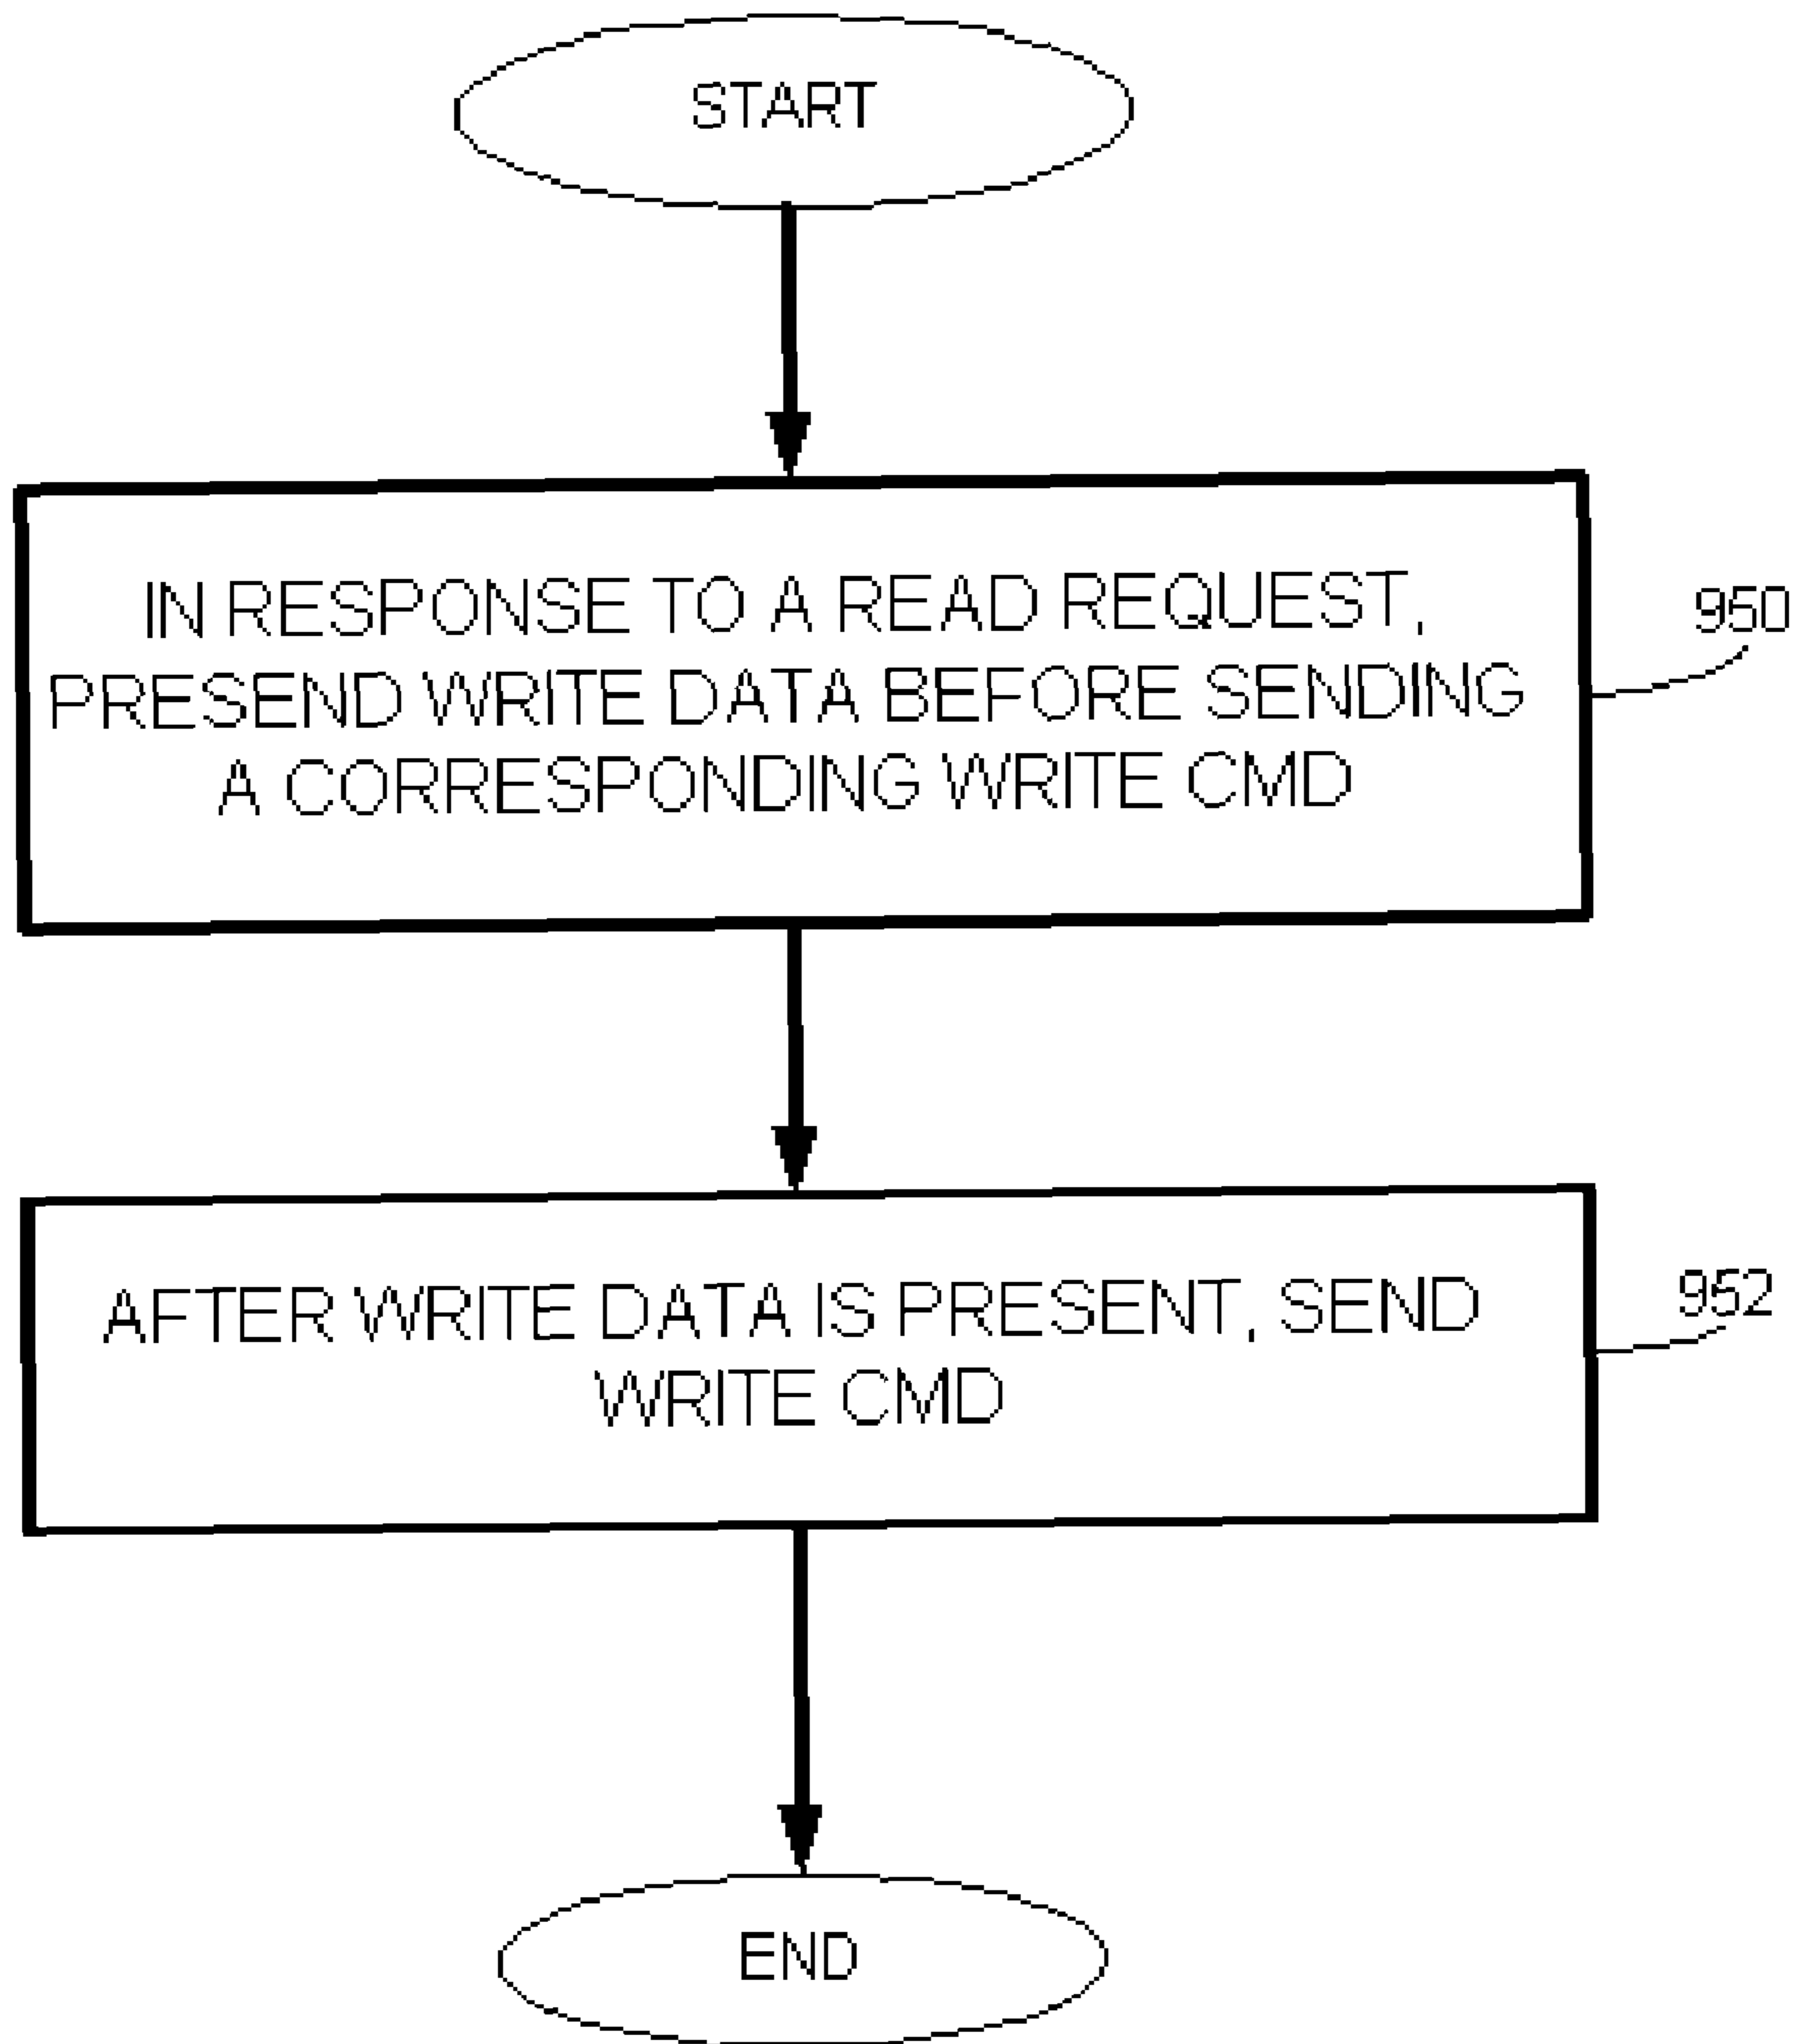 START
IN RESPONSE TO A READ REQUEST,
PRESEND WRITE DATA BEFORE SENDING
A CORRESPONDING WRITE CMD
950
AFTER WRITE DATA IS PRESENT, SEND
WRITE CMD
952
END